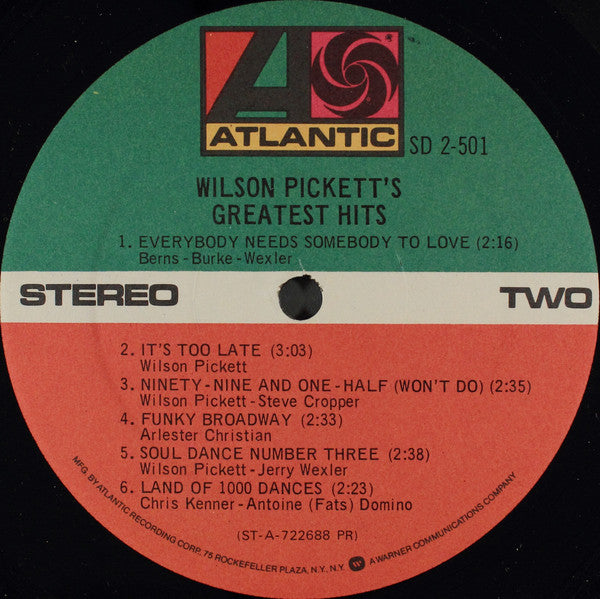 ATLANTIC
SD 2-501
WILSON PICKETT'S
GREATEST HITS
1. EVERYBODY NEEDS SOMEBODY TO LOVE (2:16)
Berns - Burke - Wexler
STEREO
TWO
2. IT'S TOO LATE (3:03)
Wilson Pickett
3. NINETY-NINE AND ONE-HALF (WON'T DO) (2:35)
Wilson Pickett - Steve Cropper
4. FUNKY BROADWAY (2:33)
Arlester Christian
5. SOUL DANCE NUMBER THREE (2:38)
Wilson Pickett - Jerry Wexler
6. LAND OF 1000 DANCES (2:23)
Chris Kenner - Antoine (Fats) Domino
(ST-A-722688 PR)
MFG. BY ATLANTIC RECORDING CORP. 75 ROCKEFELLER PLAZA, N.Y. N.Y. A WARNER COMMUNICATIONS COMPANY